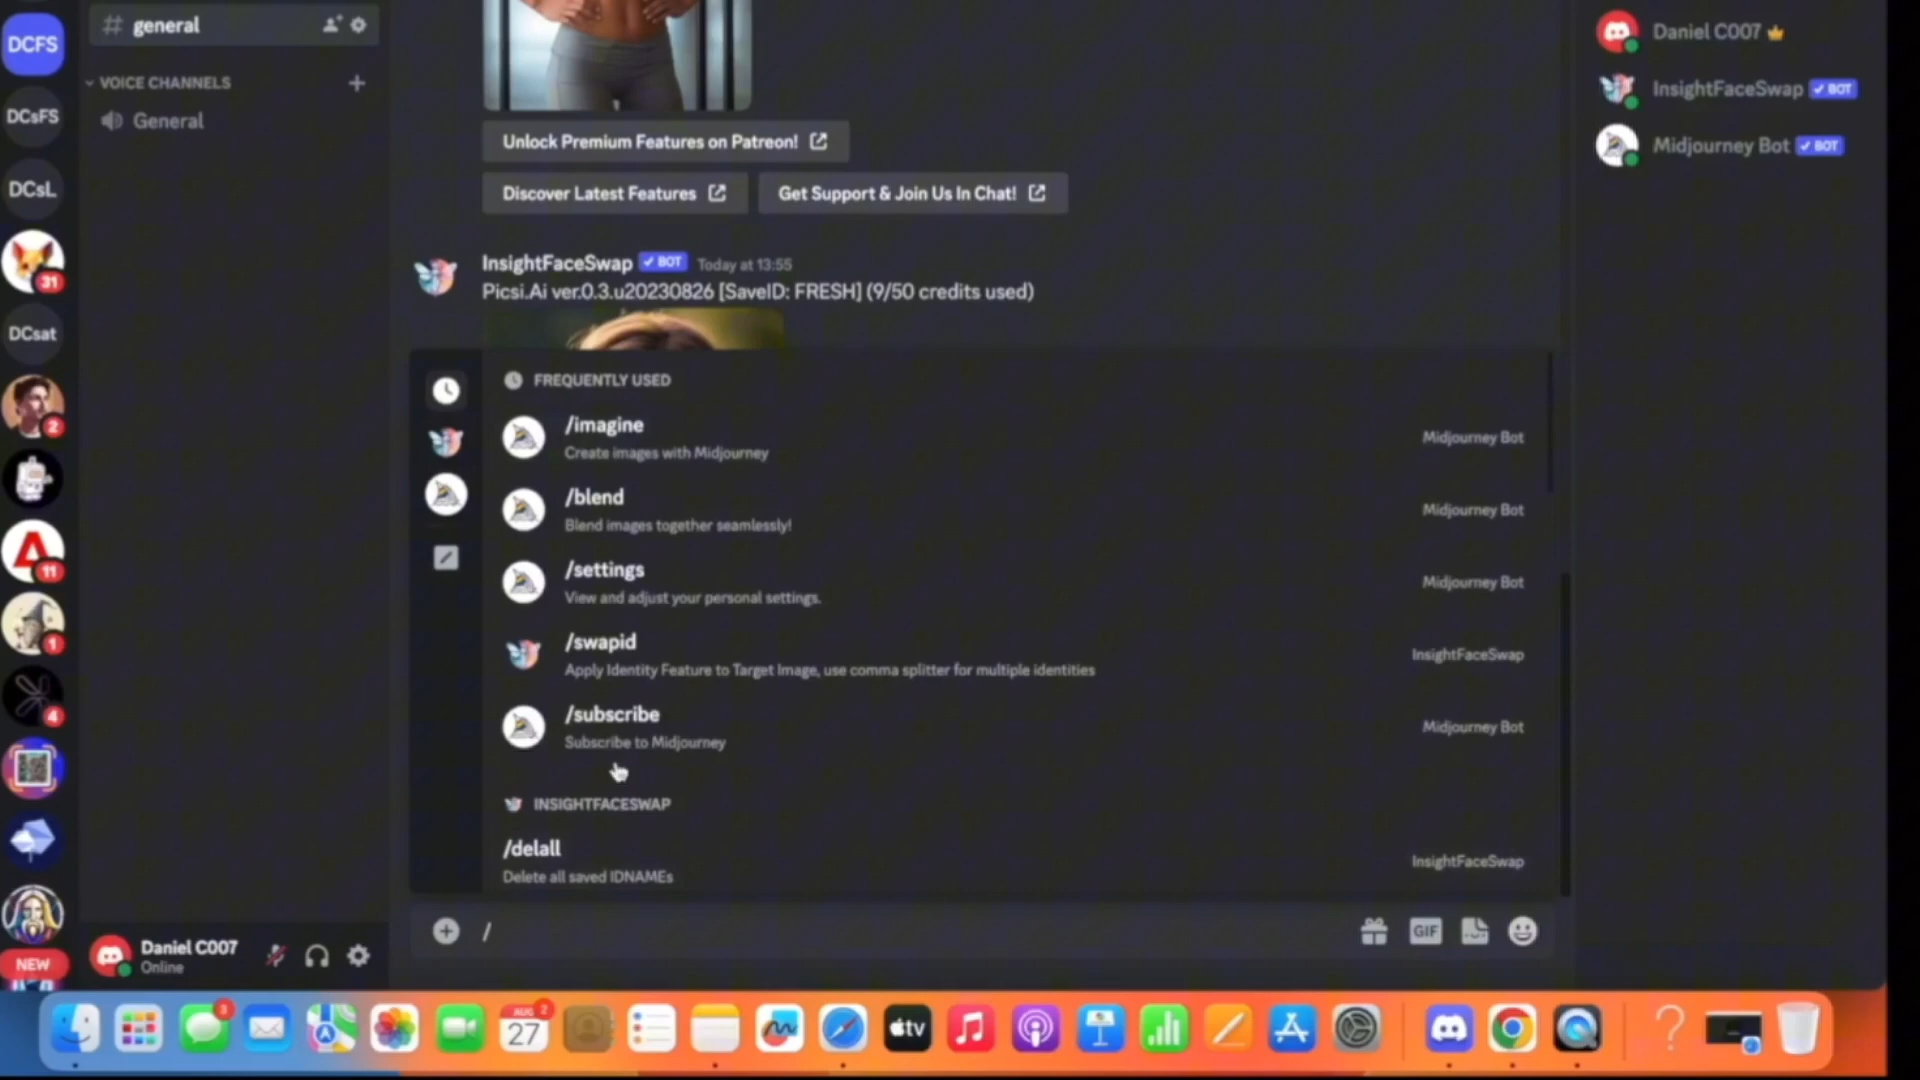 DCFS
DCsFS
DCsL
31
DCsat
2
11
1
4
NEW
general
VOICE CHANNELS
General
Daniel C007
Online
Unlock Premium Features on Patreon!
Discover Latest Features
Get Support & Join Us In Chat!
InsightFaceSwap BOT Today at 13:55
Picsi.Ai ver.0.3.u20230826 [SaveID: FRESH] (9/50 credits used)
FREQUENTLY USED
/imagine
Create images with Midjourney
Midjourney Bot
/blend
Blend images together seamlessly!
Midjourney Bot
/settings
View and adjust your personal settings.
Midjourney Bot
/swapid
Apply Identity Feature to Target Image, use comma splitter for multiple identities
InsightFaceSwap
/subscribe
Subscribe to Midjourney
Midjourney Bot
INSIGHTFACESWAP
/delall
Delete all saved IDNAMEs
InsightFaceSwap
/
GIF
Daniel C007
InsightFaceSwap BOT
Midjourney Bot BOT
3
AUG
27
2
tv